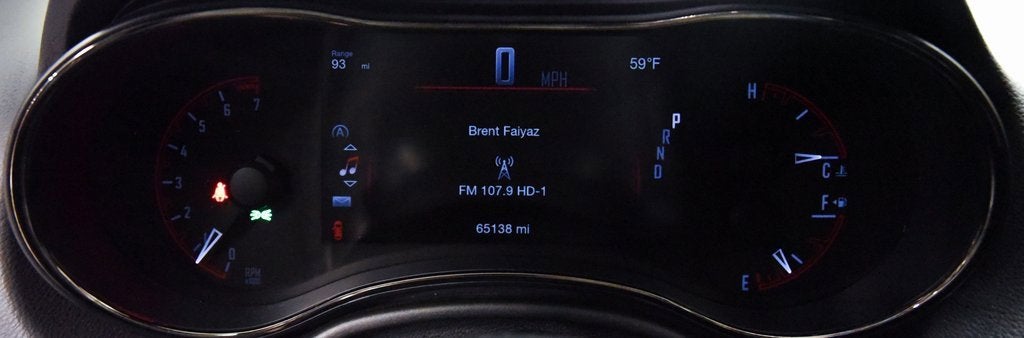 Range
93 mi
0 MPH
59°F
7
6
5
4
3
2
0
RPM
A
Brent Faiyaz
FM 107.9 HD-1
65138 mi
P
R
N
D
H
C
F
E